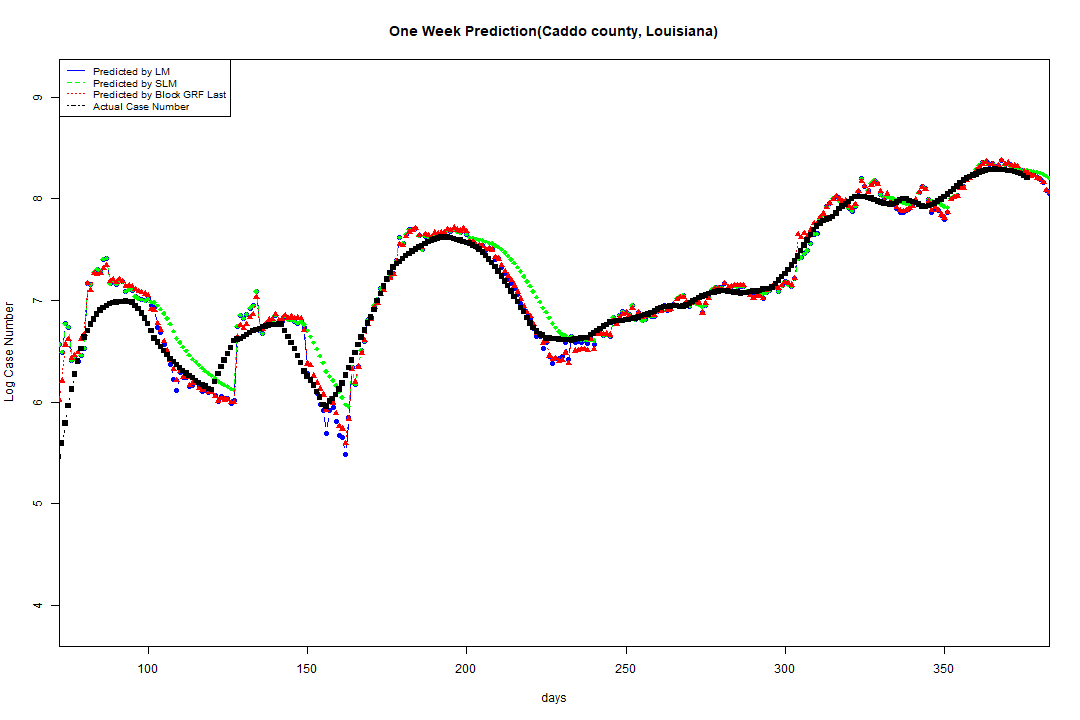 One Week Prediction(Caddo county, Louisiana)
Predicted by LM
Predicted by SLM
Predicted by Block GRF Last
Actual Case Number
Log Case Number
9
8
7
6
5
4
100 150 200 250 300 350
days